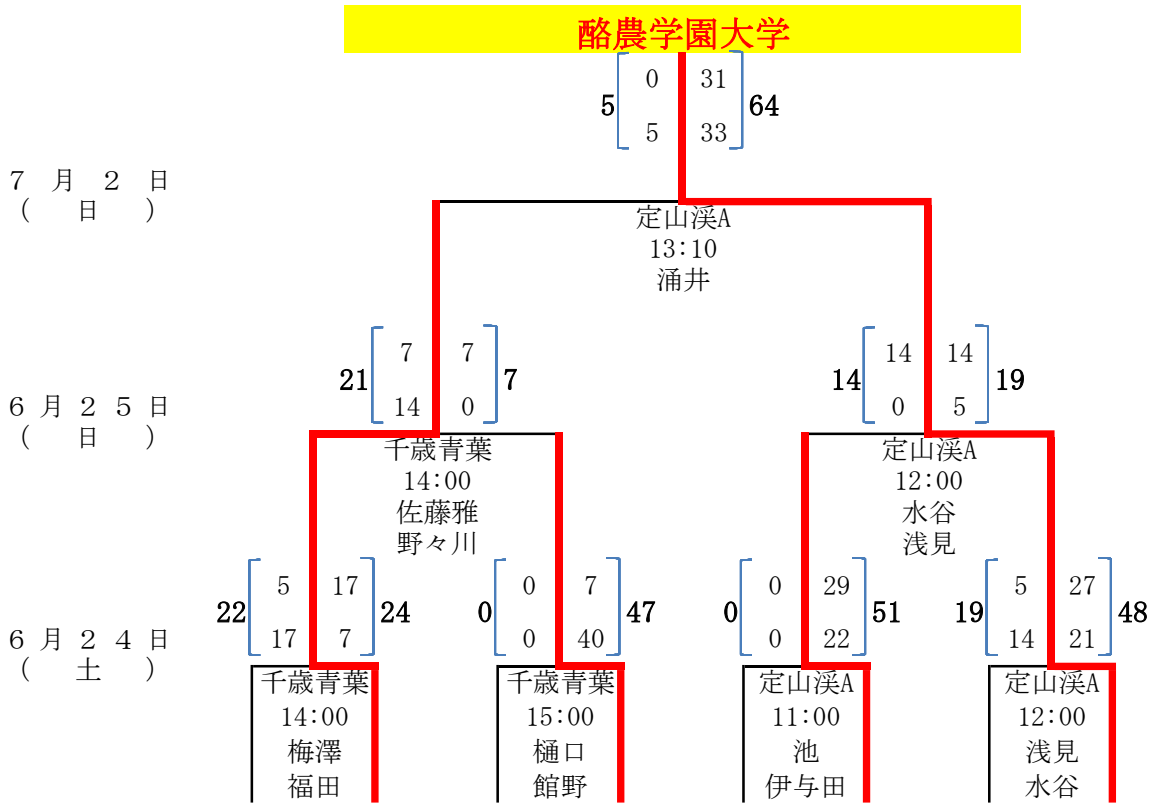 酪農学園大学
0 31
5 64
5 33
7 月 2 日
( 日 )
定山渓A
13:10
涌井
7 7 14 14
21 7 14 19
14 0 0 5
6 月 2 5 日
( 日 )
千歳青葉 定山渓A
14:00 12:00
佐藤雅 水谷
野々川 浅見
5 17 0 7 0 29 5 27
22 24 0 47 0 51 19 48
17 7 0 40 0 22 14 21
6 月 2 4 日
( 土 )
千歳青葉 千歳青葉 定山渓A 定山渓A
14:00 15:00 11:00 12:00
梅澤 樋口 池 浅見
福田 館野 伊与田 水谷